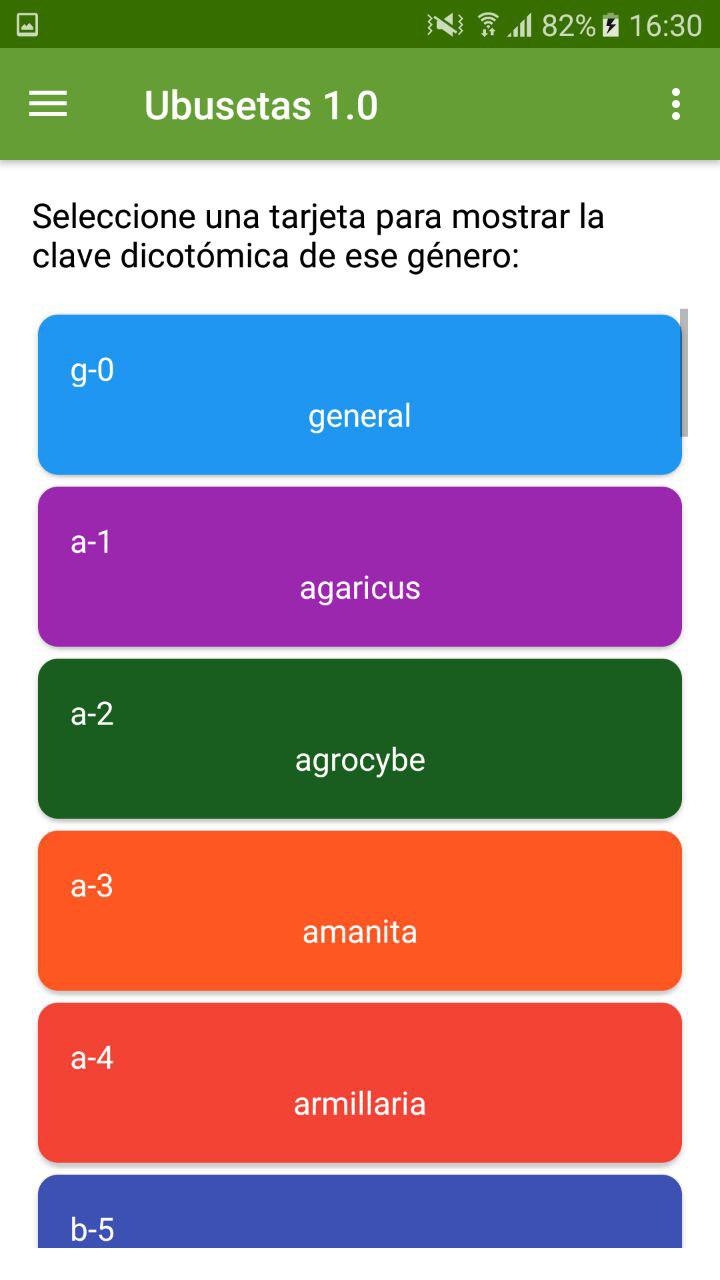 82% 16:30
Ubusetas 1.0
Seleccione una tarjeta para mostrar la
clave dicotómica de ese género:
g-0
general
a-1
agaricus
a-2
agrocybe
a-3
amanita
a-4
armillaria
b-5